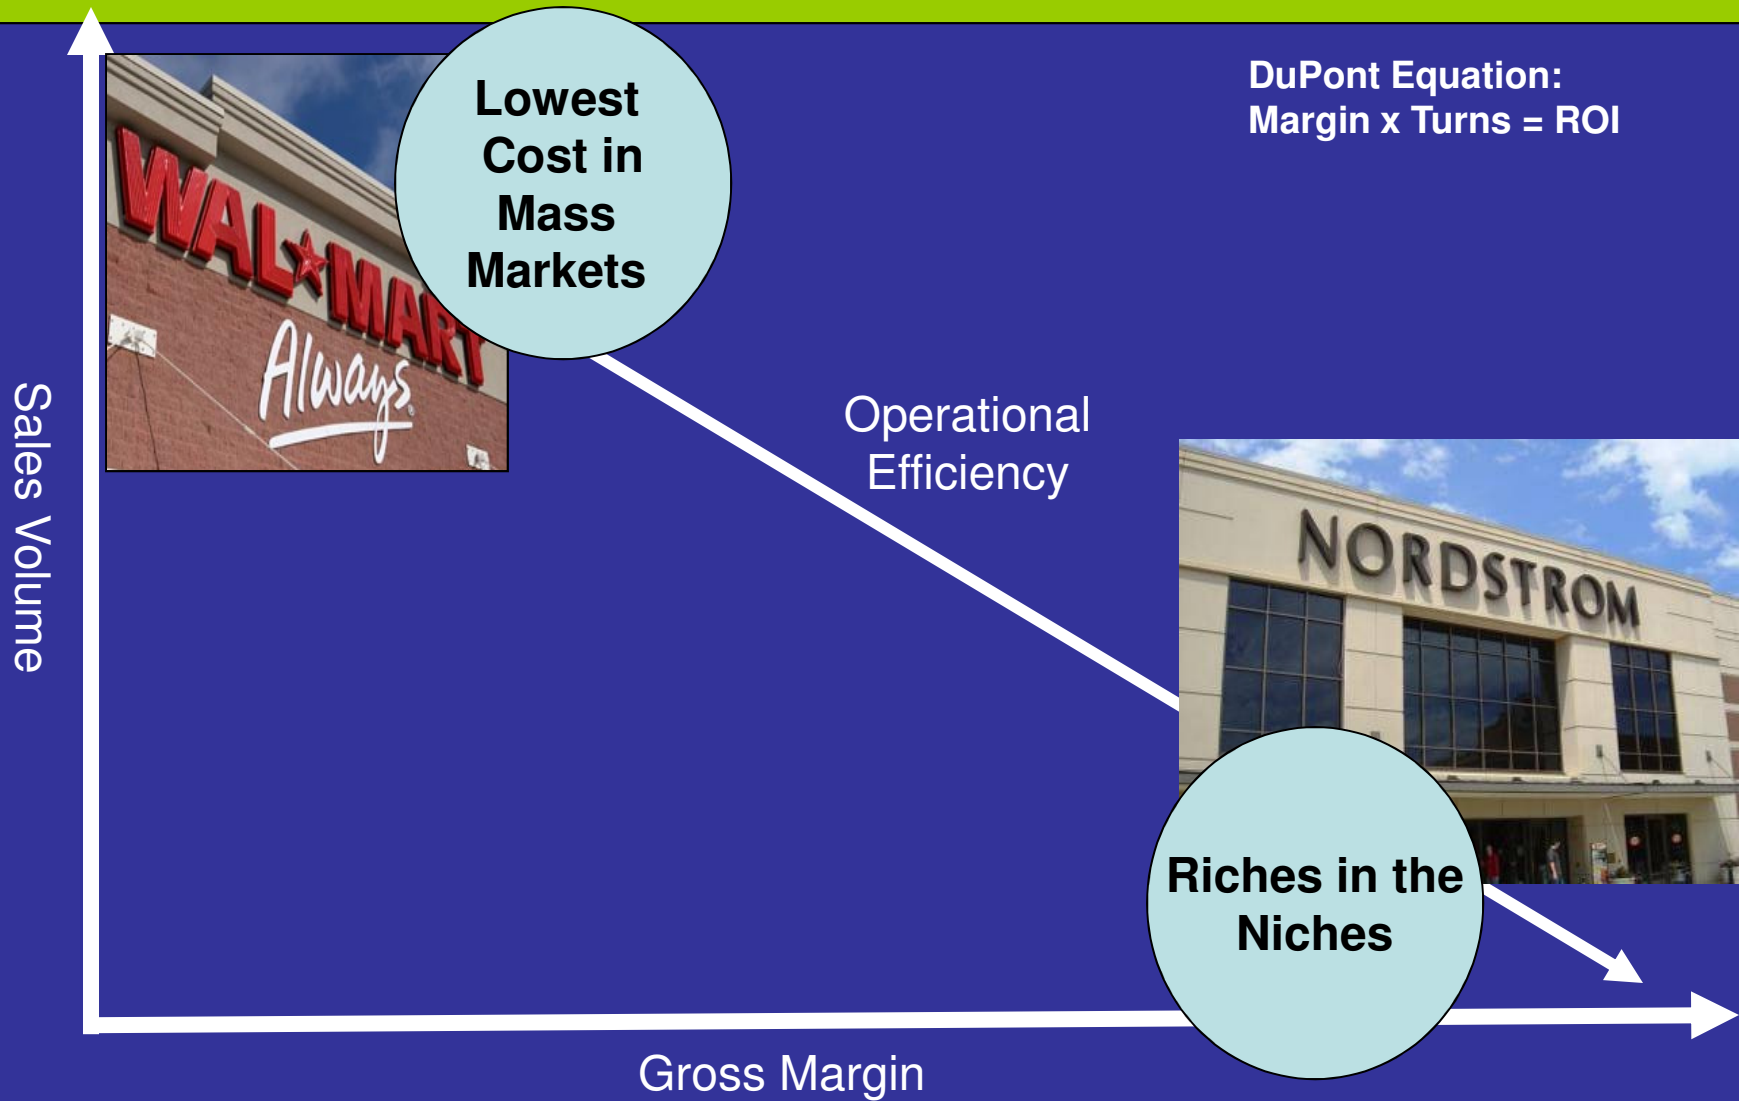 DuPont Equation:
Margin x Turns = ROI
Lowest
Cost in
Mass
Markets
WAL★MART
Always
Operational
Efficiency
NORDSTROM
Riches in the
Niches
Sales Volume
Gross Margin